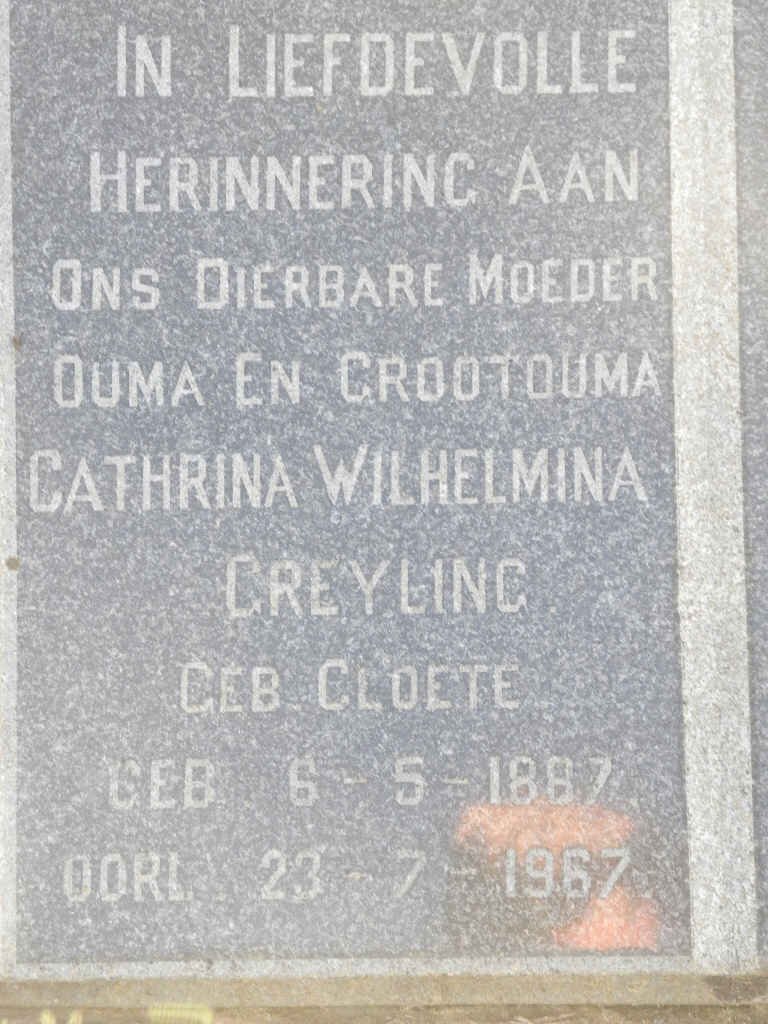 IN LIEFDEVOLLE
HERINNERING AAN
ONS DIERBARE MOEDER
OUMA EN GROOTOUMA
CATHRINA WILHELMINA
GREYLING
GEB. CLOETE
GEB. 6 - 5 - 1887
OORL. 23 - 7 - 1967